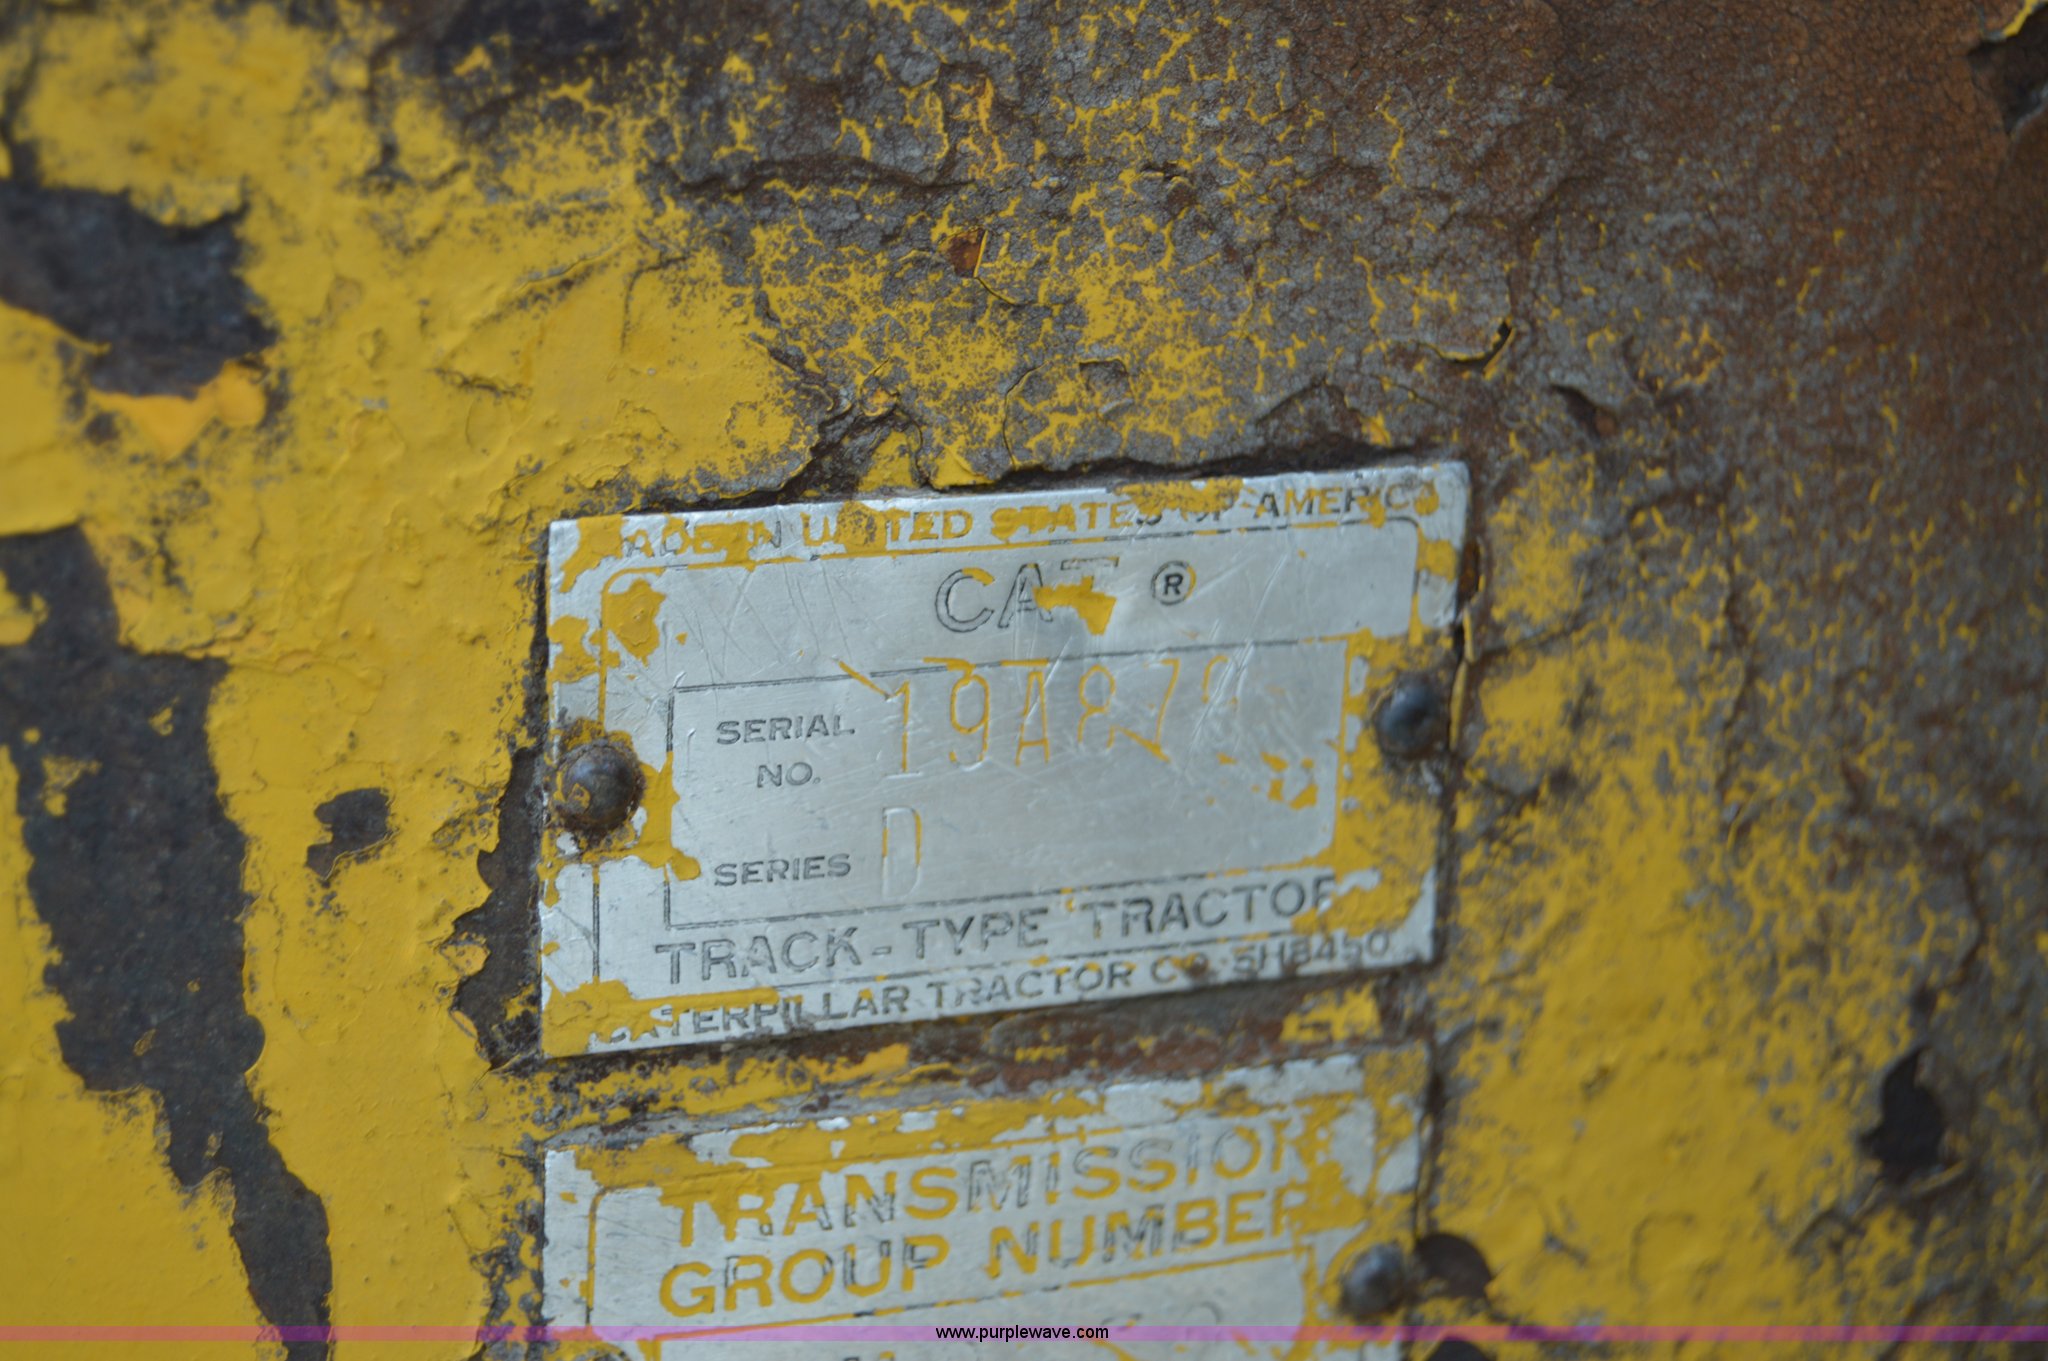 MADE IN UNITED STATES OF AMERICA
CAT ®
SERIAL NO.
SERIES D
TRACK-TYPE TRACTOR
CATERPILLAR TRACTOR CO. 5H8450
TRANSMISSION
GROUP NUMBER
www.purplewave.com